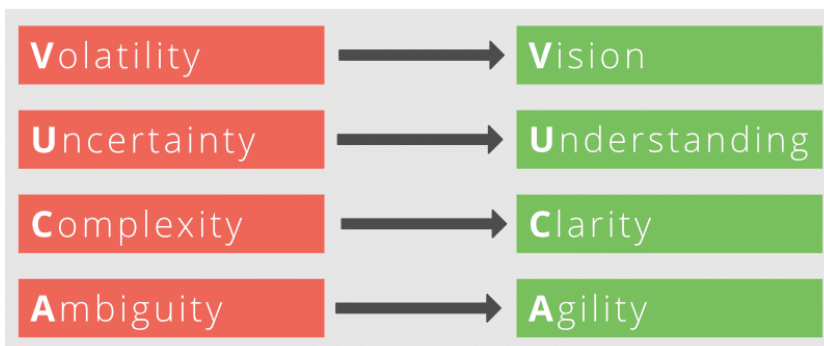 Volatility
Vision
Uncertainty
Understanding
Complexity
Clarity
Ambiguity
Agility